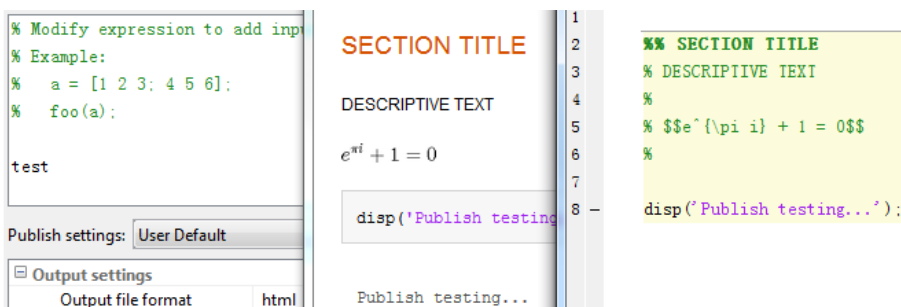 % Modify expression to add inpu
% Example:
%   a = [1 2 3; 4 5 6];
%   foo(a);
test
Publish settings: User Default
Output settings
Output file format html
SECTION TITLE
DESCRIPTIVE TEXT
e^{πi} + 1 = 0
disp('Publish testing
Publish testing...
1
2 %% SECTION TITLE
3 % DESCRIPTIVE TEXT
4 %
5 % $$e^{\pi i} + 1 = 0$$
6 %
7
8 – disp('Publish testing...');